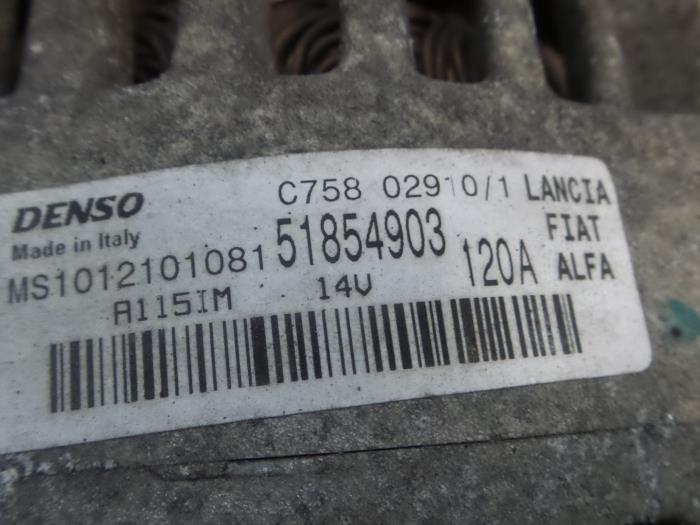 DENSO C758 02910/1 LANCIA
Made in Italy 51854903 FIAT
MS1012101081 120A ALFA
A115IM 14V